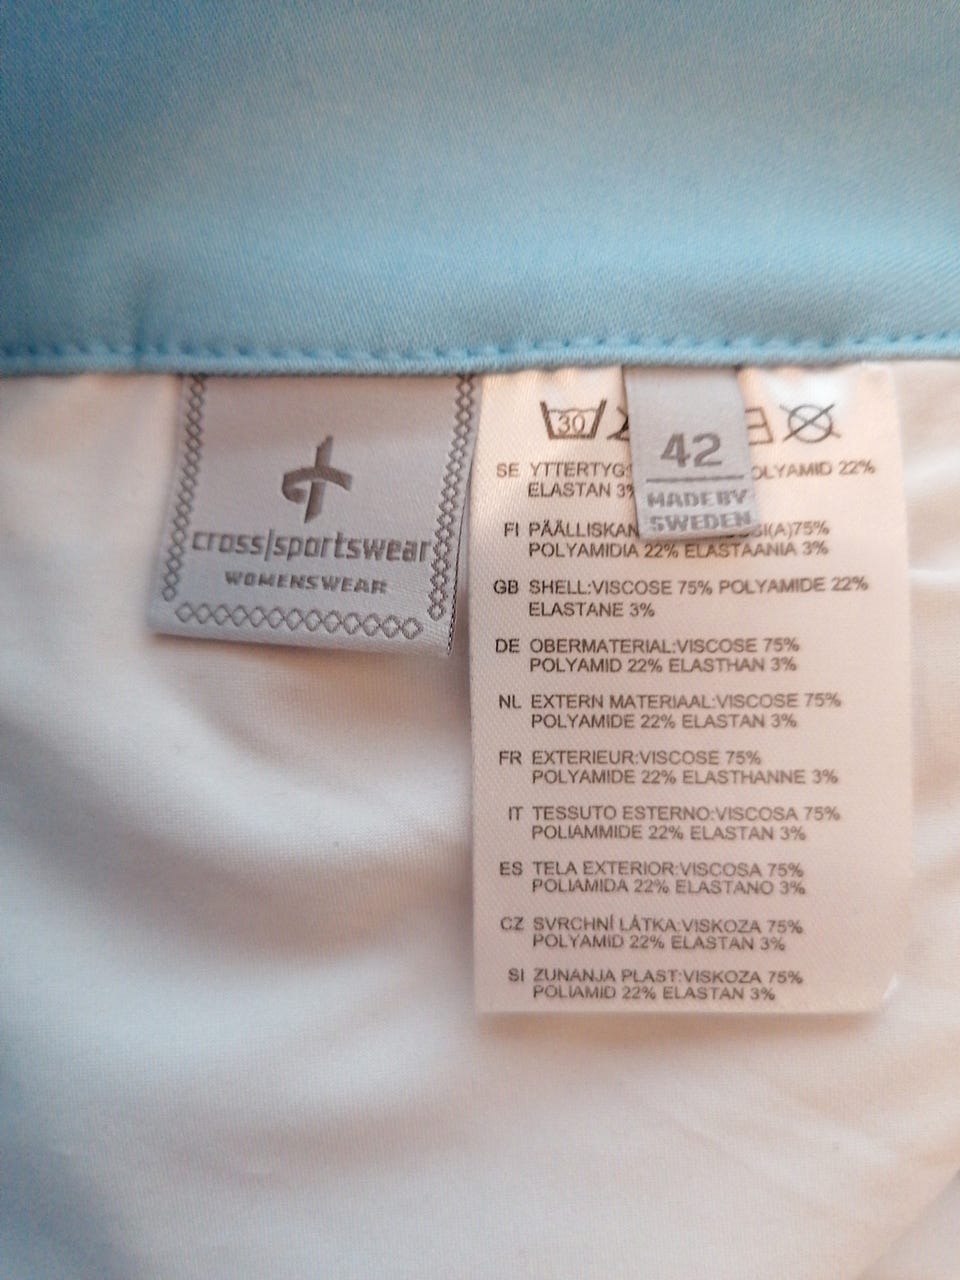 cross|sportswear
WOMENSWEAR
42
MADE BY
SWEDEN
30
SE YTTERTYG OLYAMID 22%
ELASTAN 3%
FI PÄÄLLISKAN SI(A)75%
POLYAMIDIA 22% ELASTAANIA 3%
GB SHELL:VISCOSE 75% POLYAMIDE 22%
ELASTANE 3%
DE OBERMATERIAL:VISCOSE 75%
POLYAMID 22% ELASTHAN 3%
NL EXTERN MATERIAAL:VISCOSE 75%
POLYAMIDE 22% ELASTAN 3%
FR EXTERIEUR:VISCOSE 75%
POLYAMIDE 22% ELASTHANNE 3%
IT TESSUTO ESTERNO:VISCOSA 75%
POLIAMMIDE 22% ELASTAN 3%
ES TELA EXTERIOR:VISCOSA 75%
POLIAMIDA 22% ELASTANO 3%
CZ SVRCHNÍ LÁTKA:VISKOZA 75%
POLYAMID 22% ELASTAN 3%
SI ZUNANJA PLAST:VISKOZA 75%
POLIAMID 22% ELASTAN 3%